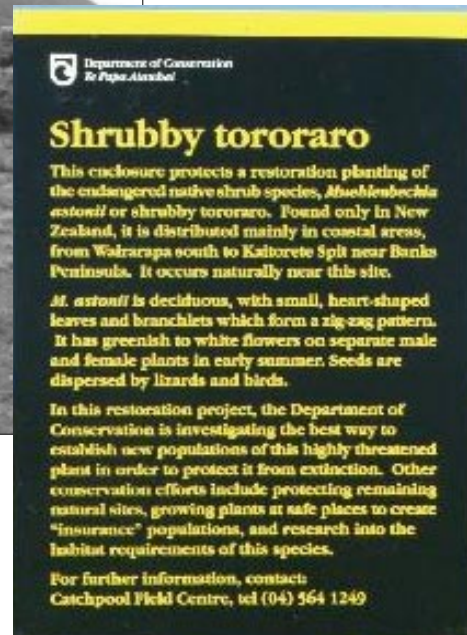 Department of Conservation
Te Papa Atawhai
Shrubby tororaro
This enclosure protects a restoration planting of
the endangered native shrub species, Muehlenbeckia
astonii or shrubby tororaro. Found only in New
Zealand, it is distributed mainly in coastal areas,
from Wairarapa south to Kaitorete Spit near Banks
Peninsula. It occurs naturally near this site.
M. astonii is deciduous, with small, heart-shaped
leaves and branchlets which form a zig-zag pattern.
It has greenish to white flowers on separate male
and female plants in early summer. Seeds are
dispersed by lizards and birds.
In this restoration project, the Department of
Conservation is investigating the best way to
establish new populations of this highly threatened
plant in order to protect it from extinction. Other
conservation efforts include protecting remaining
natural sites, growing plants at safe places to create
"insurance" populations, and research into the
habitat requirements of this species.
For further information, contact:
Catchpool Field Centre, tel (04) 564 1249